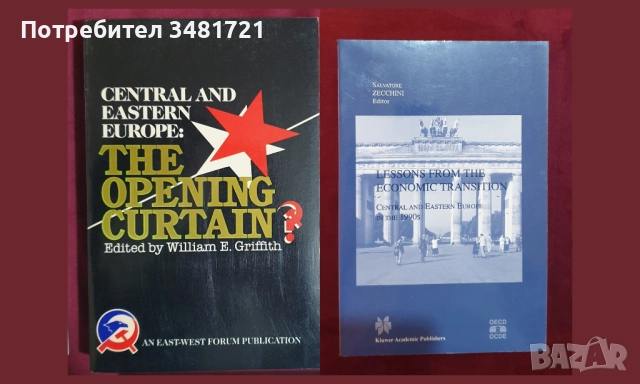 Потребител 3481721
CENTRAL AND
EASTERN
EUROPE:
THE
OPENING
CURTAIN?
Edited by William E. Griffith
AN EAST-WEST FORUM PUBLICATION
SALVATORE
ZECCHINI
Editor
LESSONS FROM THE
ECONOMIC TRANSITION
CENTRAL AND EASTERN EUROPE
IN THE 1990s
Kluwer Academic Publishers
OECD
OCDE
BAZAR.BG